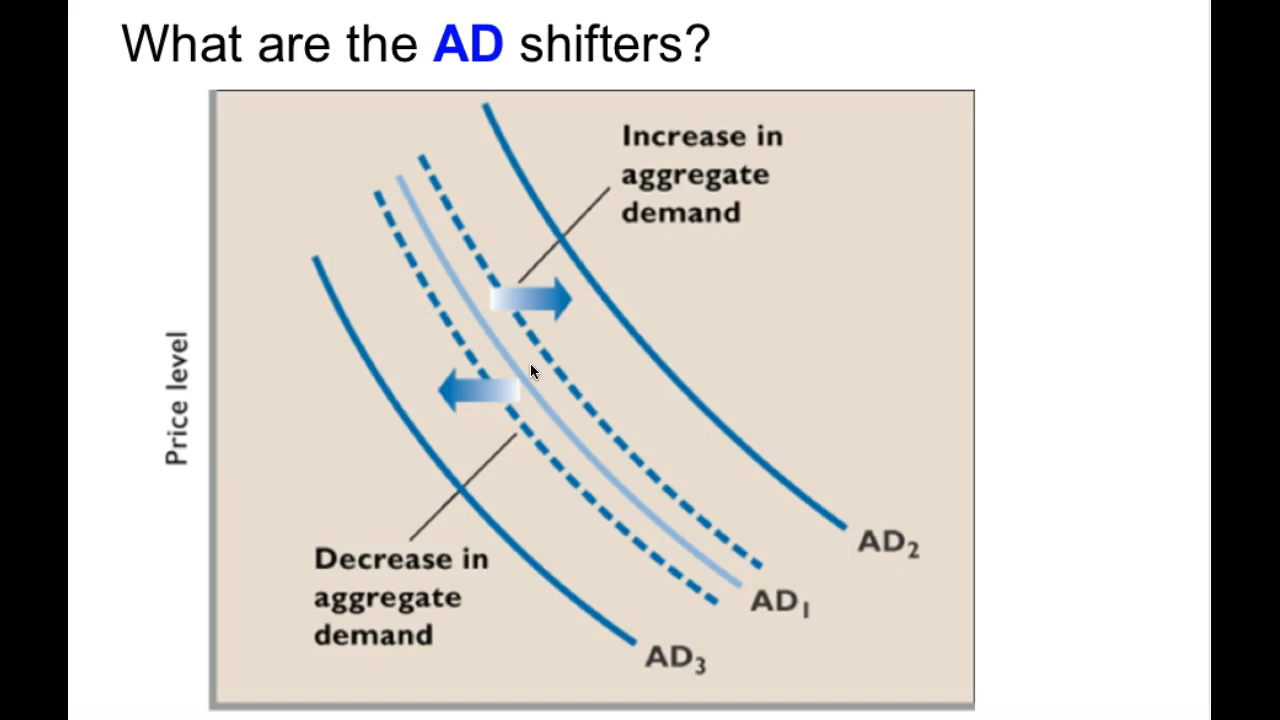 What are the AD shifters?
Increase in
aggregate
demand
Price level
AD₂
AD₁
Decrease in
aggregate
demand
AD₃